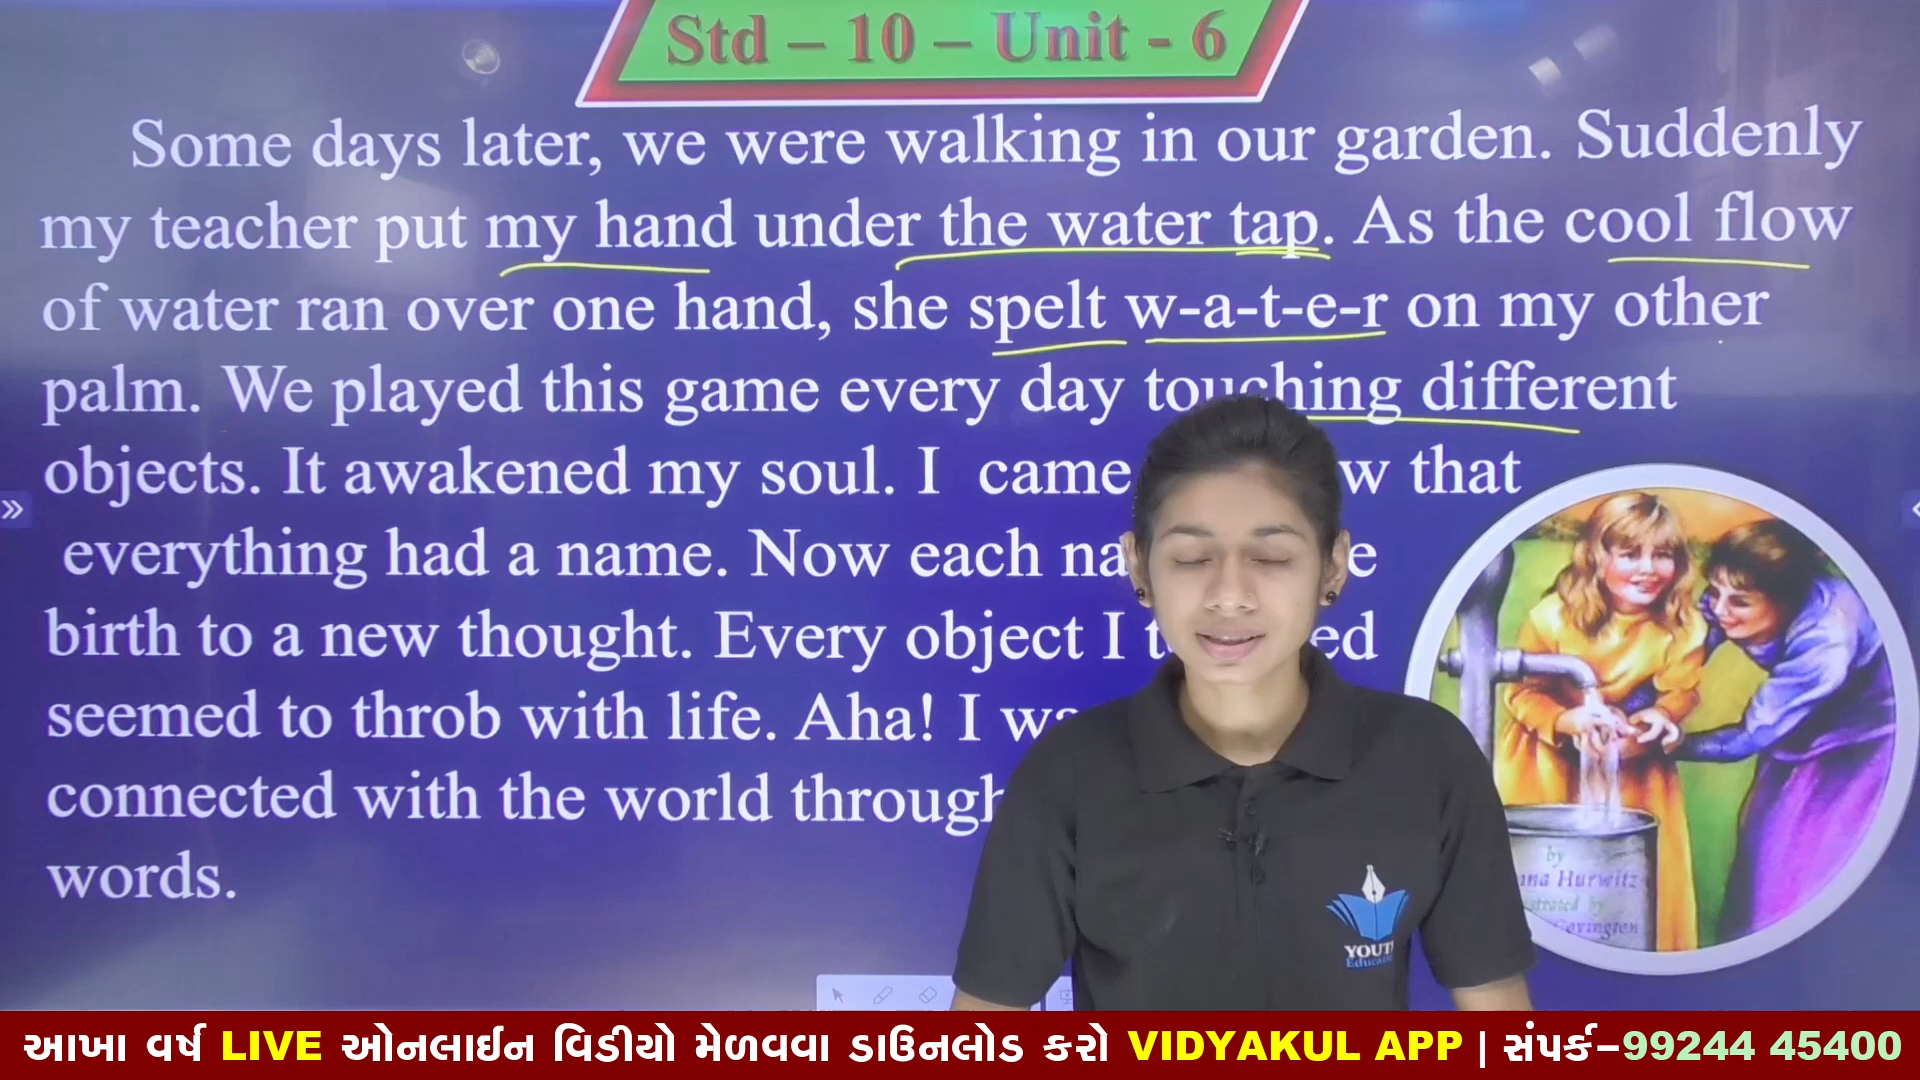 Std – 10 – Unit - 6
Some days later, we were walking in our garden. Suddenly
my teacher put my hand under the water tap. As the cool flow
of water ran over one hand, she spelt w-a-t-e-r on my other
palm. We played this game every day touching different
objects. It awakened my soul. I came that
everything had a name. Now each
birth to a new thought. Every object I
seemed to throb with life. Aha! I
connected with the world through
words.
by
Hurwitz
by
Covington
YOUTH
આખા વર્ષ LIVE ઓનલાઈન વિડીયો મેળવવા ડાઉનલોડ કરો VIDYAKUL APP | સંપર્ક–99244 45400